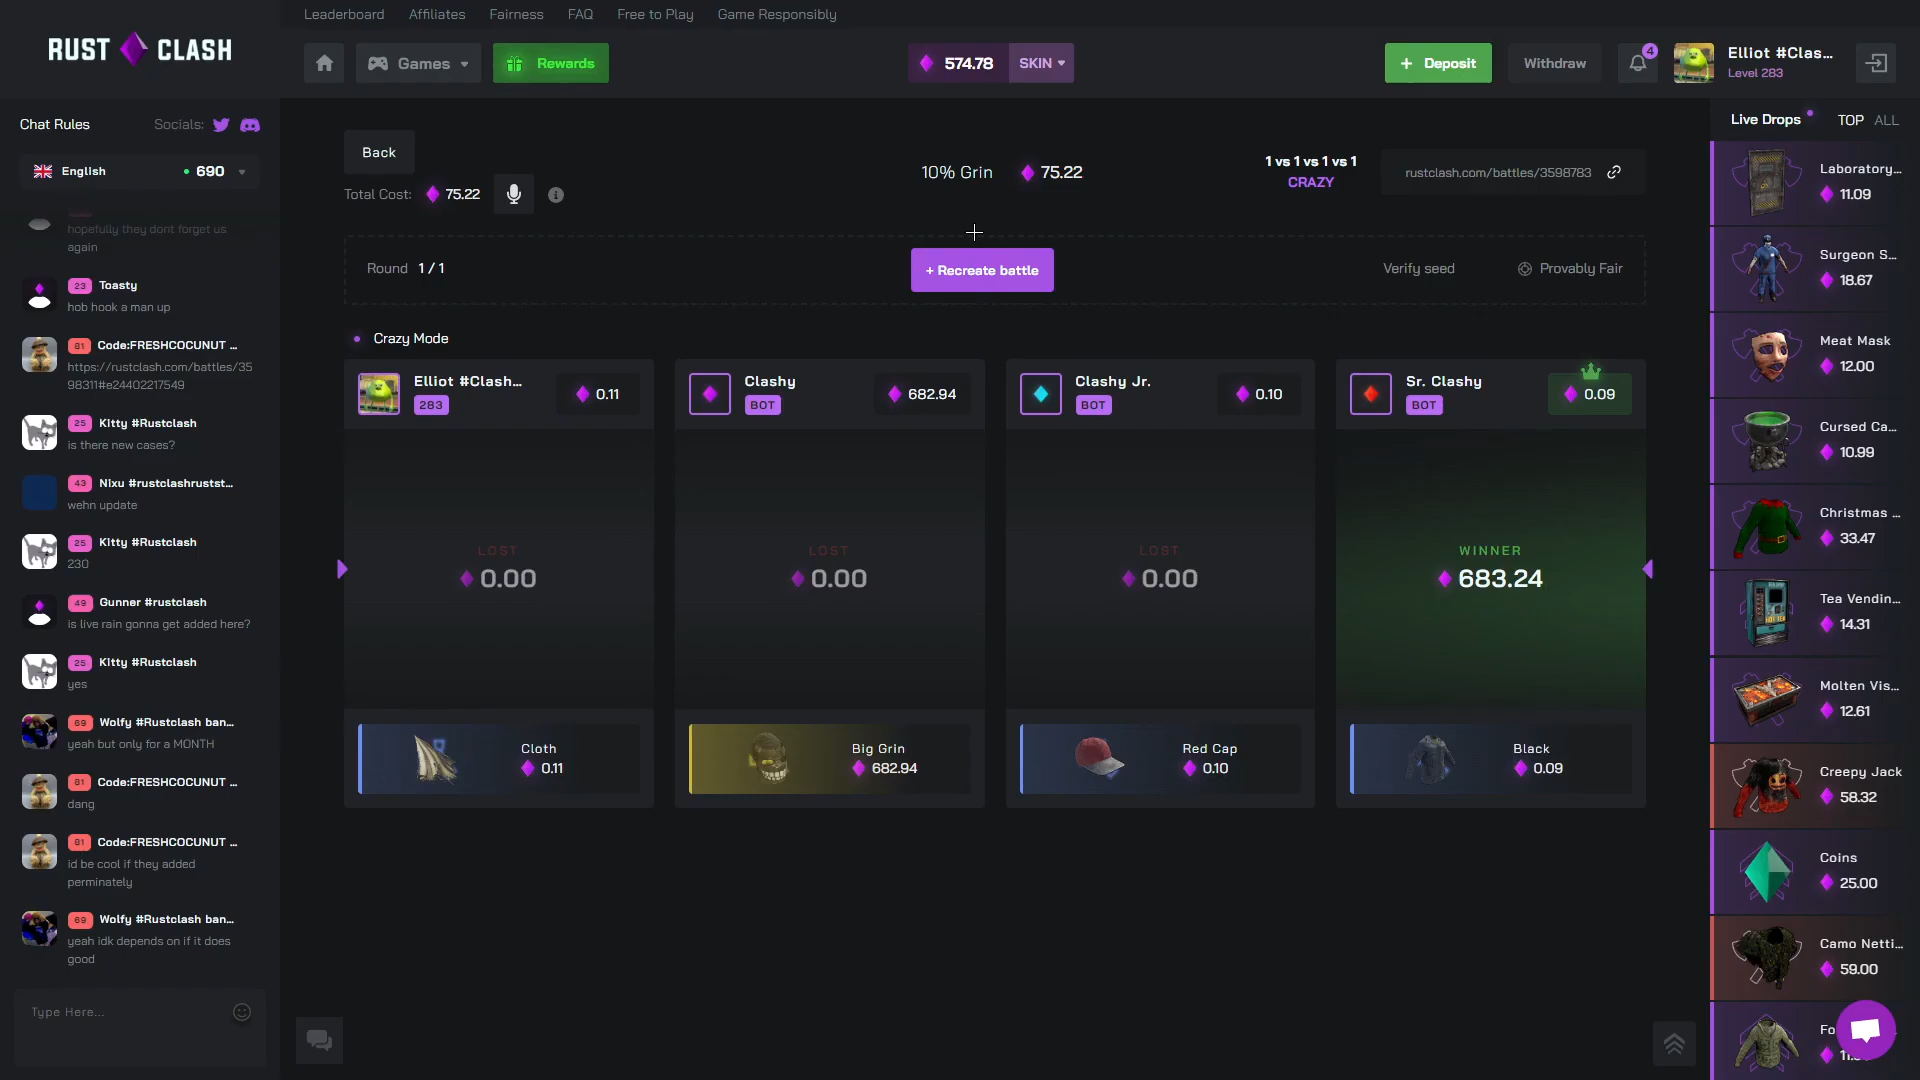 Leaderboard Affiliates Fairness FAQ Free to Play Game Responsibly
RUST CLASH
Games
Rewards
574.78
SKIN
+ Deposit
Withdraw
4
Elliot #Clas...
Level 283
Chat Rules
Socials:
English
690
hopefully they dont forget us
again
23 Toasty
hob hook a man up
81 Code:FRESHCOCUNUT ...
https://rustclash.com/battles/35
98311#e24402217549
25 Kitty #Rustclash
is there new cases?
43 Nixu #rustclashrustst...
wehn update
25 Kitty #Rustclash
230
49 Gunner #rustclash
is live rain gonna get added here?
25 Kitty #Rustclash
yes
69 Wolfy #Rustclash ban...
yeah but only for a MONTH
81 Code:FRESHCOCUNUT ...
dang
81 Code:FRESHCOCUNUT ...
id be cool if they added
perminately
69 Wolfy #Rustclash ban...
yeah idk depends on if it does
good
Type Here...
Back
Total Cost: 75.22
10% Grin 75.22
1 vs 1 vs 1 vs 1
CRAZY
rustclash.com/battles/3598783
Round 1 / 1
+ Recreate battle
Verify seed
Provably Fair
Crazy Mode
Elliot #Clash...
283
0.11
LOST
0.00
Cloth
0.11
Clashy
BOT
682.94
LOST
0.00
Big Grin
682.94
Clashy Jr.
BOT
0.10
LOST
0.00
Red Cap
0.10
Sr. Clashy
BOT
0.09
WINNER
683.24
Black
0.09
Live Drops TOP ALL
Laboratory...
11.09
Surgeon S...
18.67
Meat Mask
12.00
Cursed Ca...
10.99
Christmas ...
33.47
Tea Vendin...
14.31
Molten Vis...
12.61
Creepy Jack
58.32
Coins
25.00
Camo Netti...
59.00